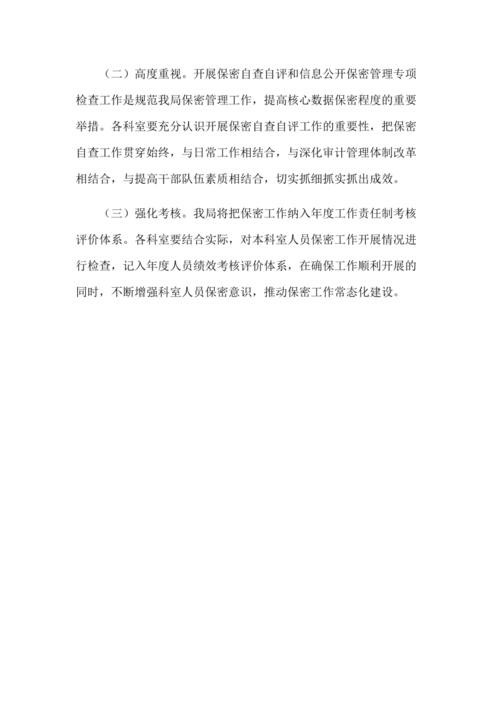 （二）高度重视。开展保密自查自评和信息公开保密管理专项
检查工作是规范我局保密管理工作，提高核心数据保密程度的重要
举措。各科室要充分认识开展保密自查自评工作的重要性，把保密
自查工作贯穿始终，与日常工作相结合，与深化审计管理体制改革
相结合，与提高干部队伍素质相结合，切实抓细抓实抓出成效。
（三）强化考核。我局将把保密工作纳入年度工作责任制考核
评价体系。各科室要结合实际，对本科室人员保密工作开展情况进
行检查，记入年度人员绩效考核评价体系，在确保工作顺利开展的
同时，不断增强科室人员保密意识，推动保密工作常态化建设。